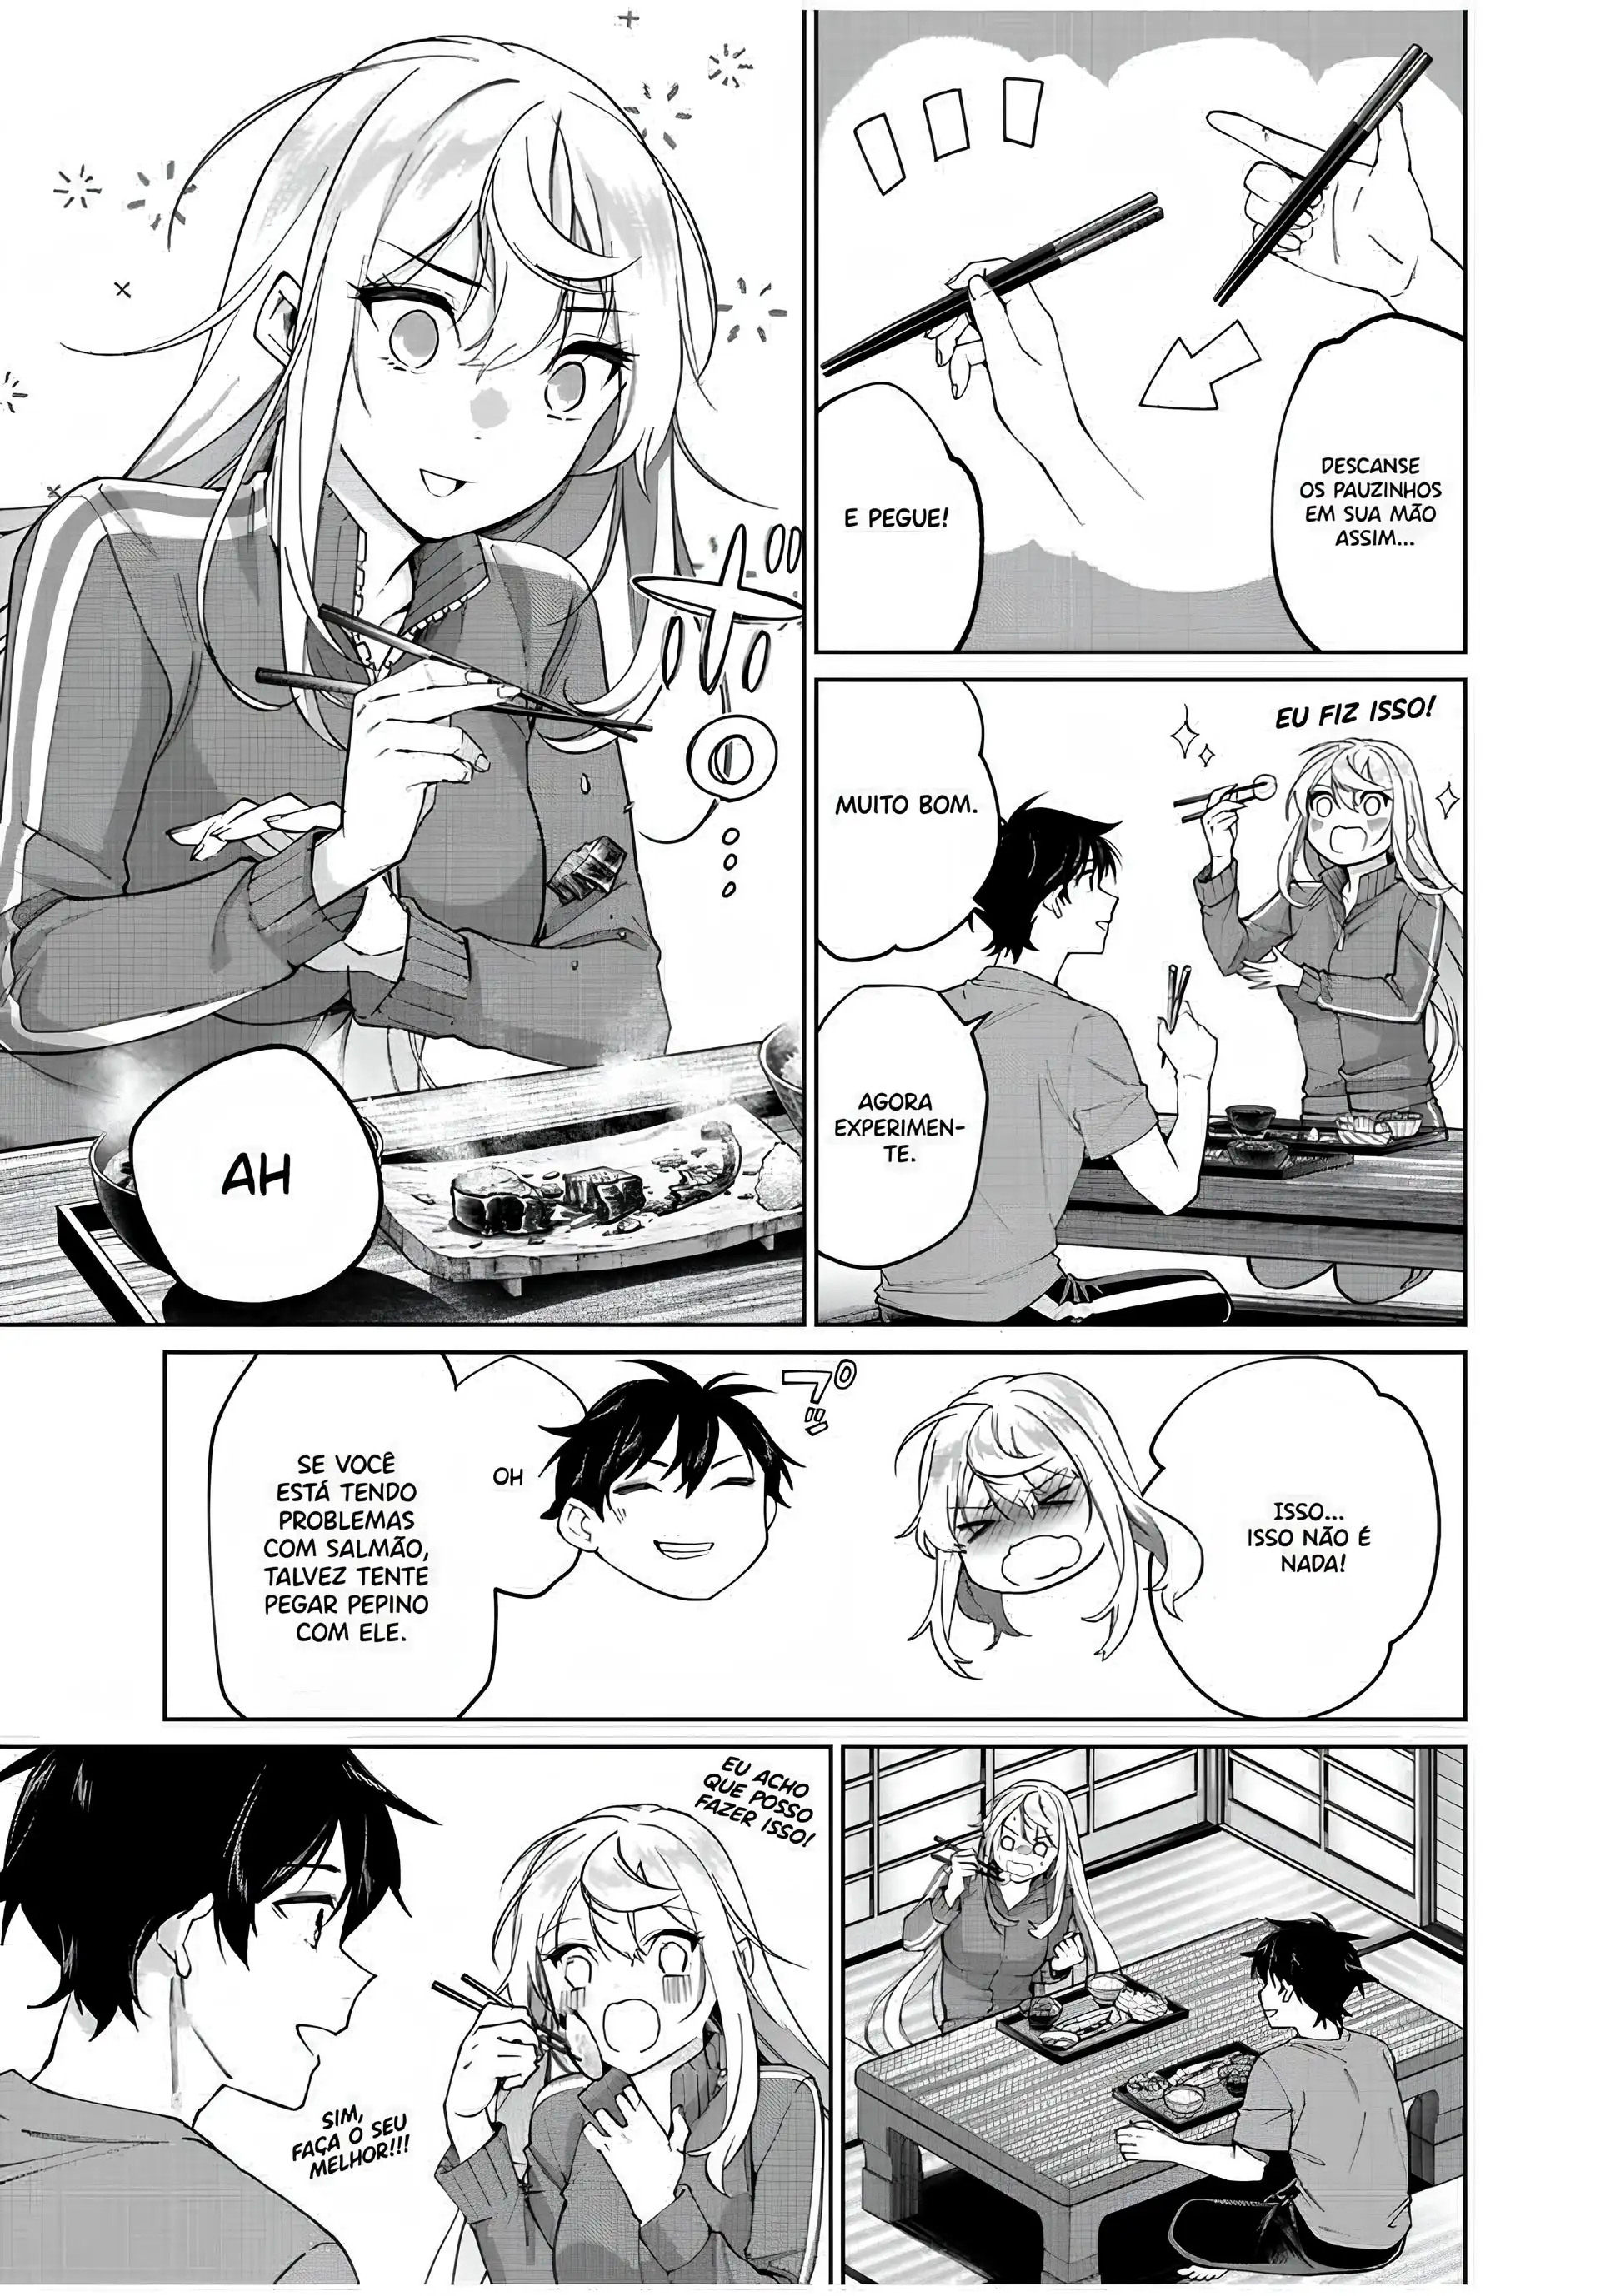 DESCANSE
OS PAUZINHOS
EM SUA MÃO
ASSIM...
E PEGUE!
EU FIZ ISSO!
MUITO BOM.
AGORA
EXPERIMEN-
TE.
AH
ISSO...
ISSO NÃO É
NADA!
プ
OH
SE VOCÊ
ESTÁ TENDO
PROBLEMAS
COM SALMÃO,
TALVEZ TENTE
PEGAR PEPINO
COM ELE.
EU ACHO
QUE POSSO
FAZER ISSO!
SIM,
FAÇA O SEU
MELHOR!!!